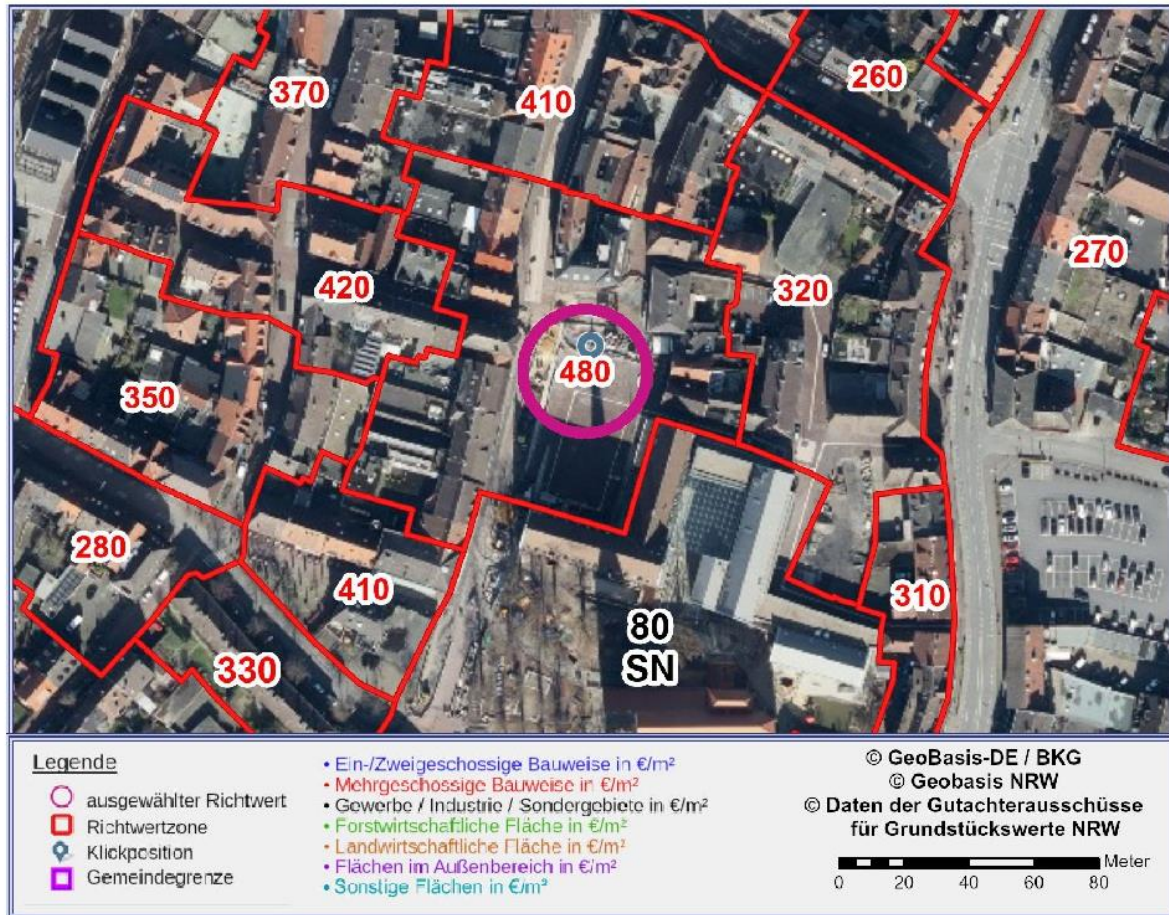 370
410
260
270
420
320
480
350
280
410
310
330
80
SN
Legende
ausgewählter Richtwert
Richtwertzone
Klickposition
Gemeindegrenze
• Ein-/Zweigeschossige Bauweise in €/m²
• Mehrgeschossige Bauweise in €/m²
• Gewerbe / Industrie / Sondergebiete in €/m²
• Forstwirtschaftliche Fläche in €/m²
• Landwirtschaftliche Fläche in €/m²
• Flächen im Außenbereich in €/m²
• Sonstige Flächen in €/m²
© GeoBasis-DE / BKG
© Geobasis NRW
© Daten der Gutachterausschüsse
für Grundstückswerte NRW
Meter
0 20 40 60 80